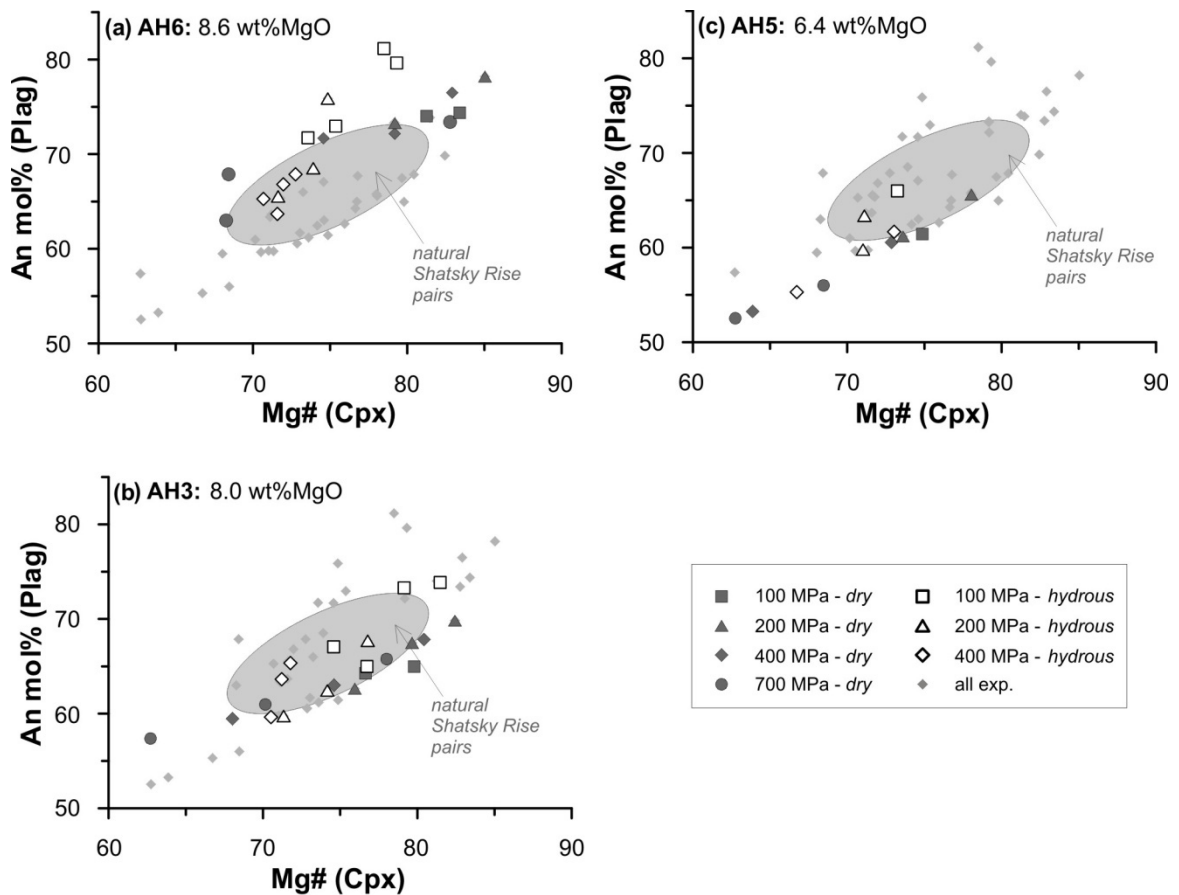 (a) AH6: 8.6 wt%MgO
An mol% (Plag)
80
70
60
50
natural
Shatsky Rise
pairs
60
70
80
90
Mg# (Cpx)
(c) AH5: 6.4 wt%MgO
An mol% (Plag)
80
70
60
50
natural
Shatsky Rise
pairs
60
70
80
90
Mg# (Cpx)
(b) AH3: 8.0 wt%MgO
An mol% (Plag)
80
70
60
50
natural
Shatsky Rise
pairs
60
70
80
90
Mg# (Cpx)
100 MPa - dry
200 MPa - dry
400 MPa - dry
700 MPa - dry
100 MPa - hydrous
200 MPa - hydrous
400 MPa - hydrous
all exp.